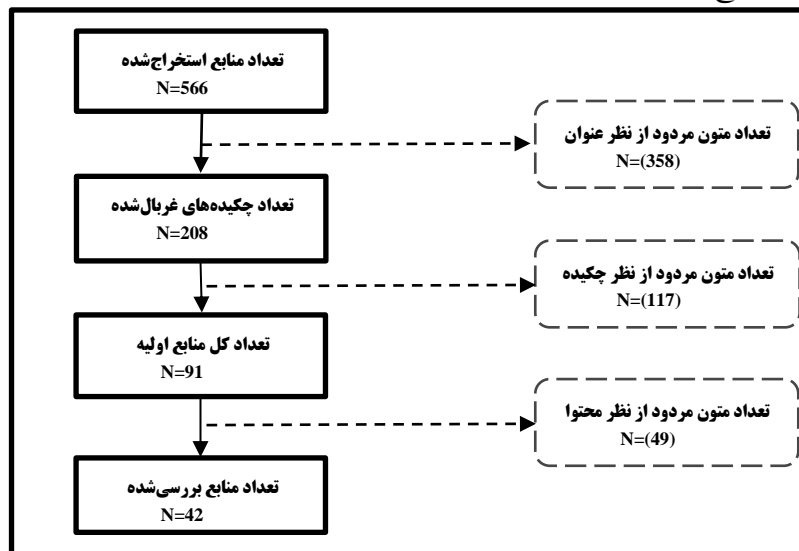 تعداد منابع استخراج‌شده
N=566
تعداد متون مردود از نظر عنوان
N=(358)
تعداد چکیده‌های غربال‌شده
N=208
تعداد متون مردود از نظر چکیده
N=(117)
تعداد کل منابع اولیه
N=91
تعداد متون مردود از نظر محتوا
N=(49)
تعداد منابع بررسی‌شده
N=42